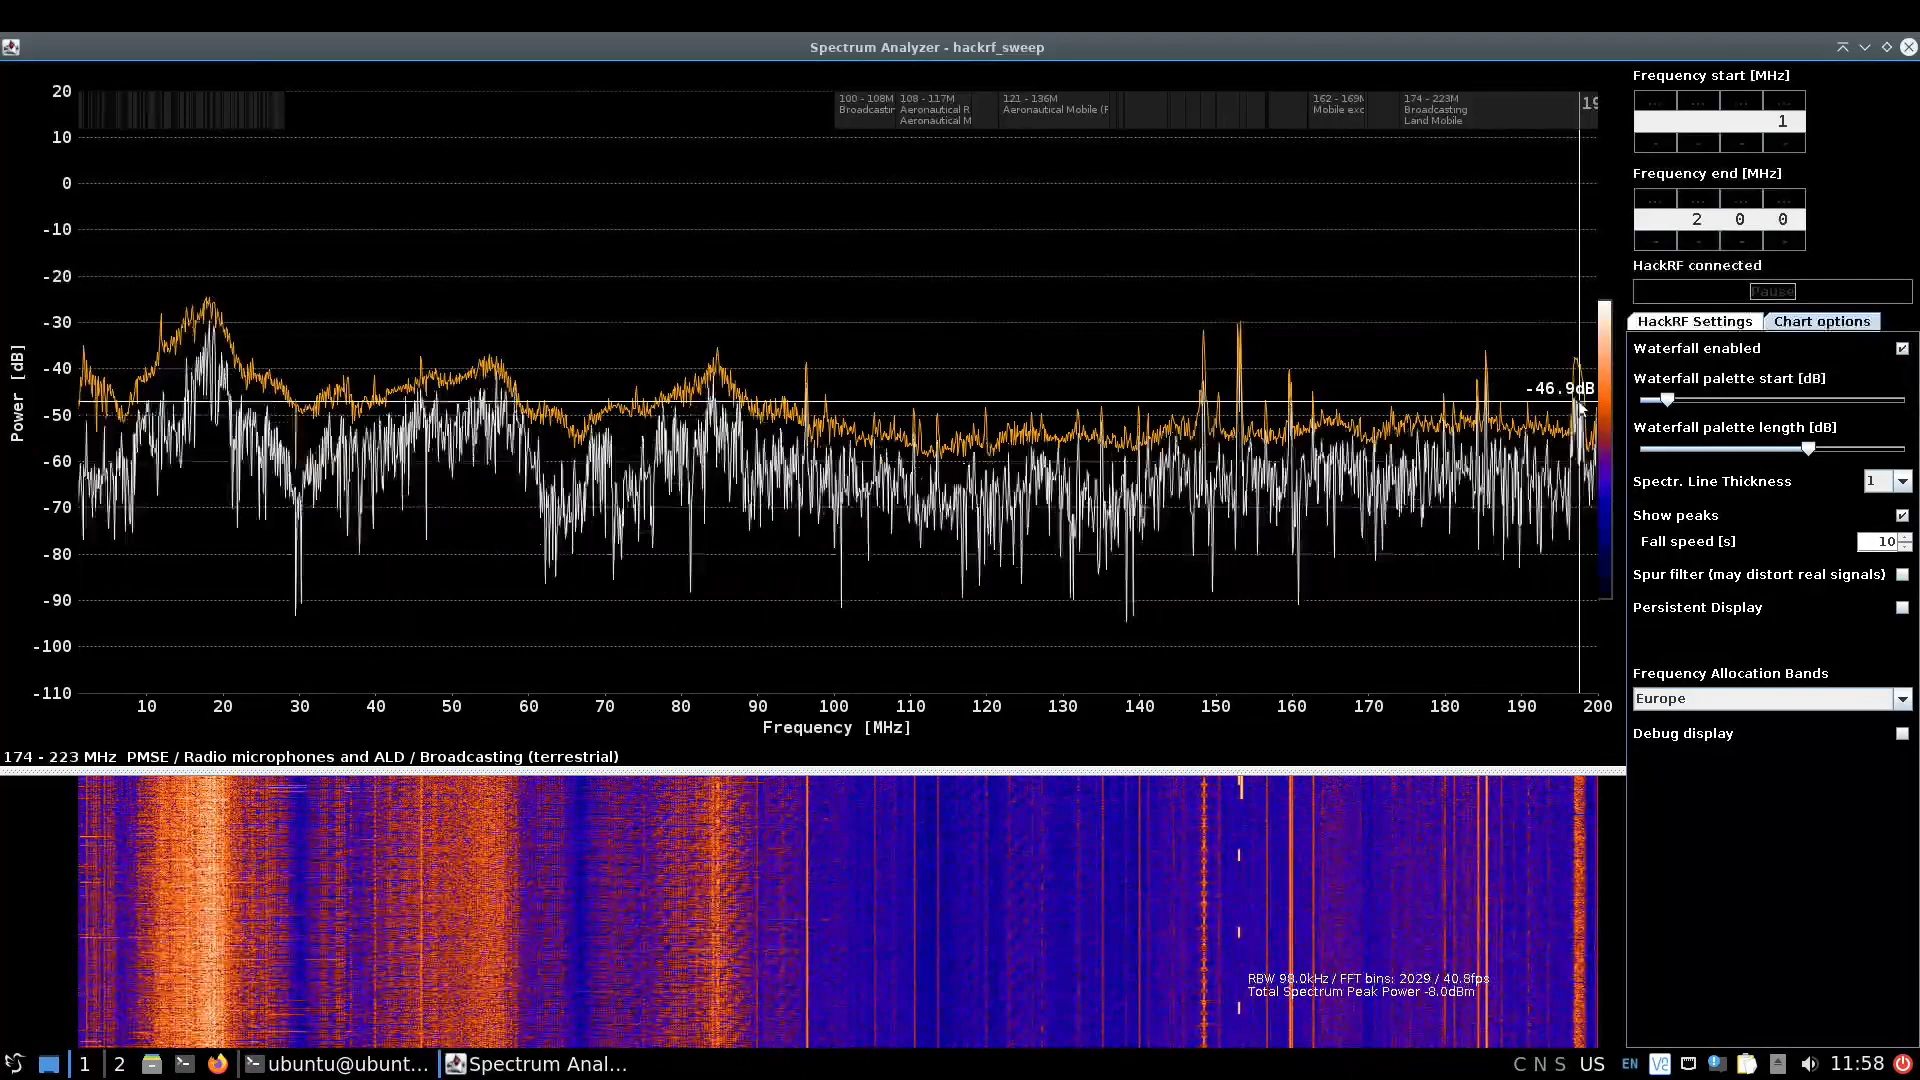 Spectrum Analyzer - hackrf_sweep
20
10
0
-10
-20
-30
-40
-50
-60
-70
-80
-90
-100
-110
Power [dB]
100 - 108M
108 - 117M
121 - 136M
162 - 169M
174 - 223M
19
Aeronautical R
Aeronautical Mobile (F
Mobile exc
Broadcasting
Aeronautical M
Land Mobile
-46.9dB
10 20 30 40 50 60 70 80 90 100 110 120 130 140 150 160 170 180 190 200
Frequency [MHz]
174 - 223 MHz PMSE / Radio microphones and ALD / Broadcasting (terrestrial)
RBW 98.0kHz / FFT bins: 2029 / 40.8fps
Total Spectrum Peak Power -8.0dBm
Frequency start [MHz]
1
Frequency end [MHz]
2 0 0
HackRF connected
Pause
HackRF Settings Chart options
Waterfall enabled
Waterfall palette start [dB]
Waterfall palette length [dB]
Spectr. Line Thickness 1
Show peaks
Fall speed [s] 10
Spur filter (may distort real signals)
Persistent Display
Frequency Allocation Bands
Europe
Debug display
1 2 ubuntu@ubunt... Spectrum Anal... C N S US EN 11:58